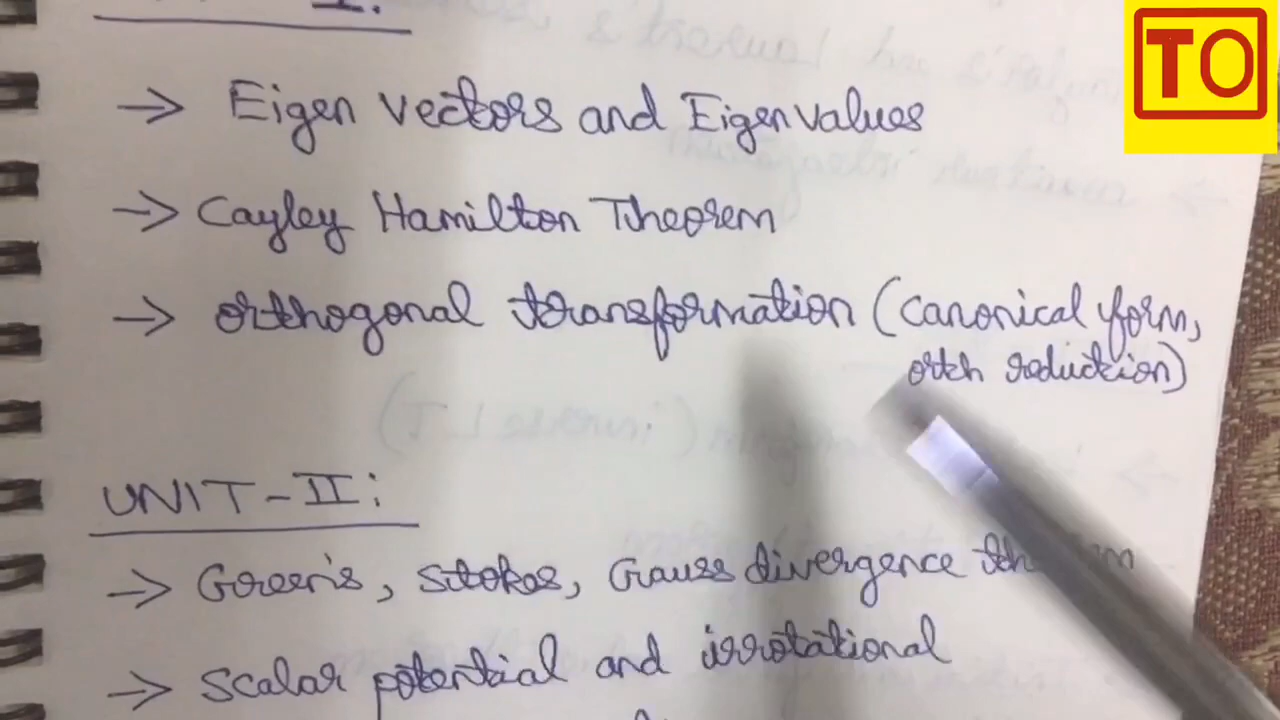 I:
TO
→ Eigen vectors and Eigen values
→ Cayley Hamilton Theorem
→ orthogonal transformation (canonical form,
orth reduction)
UNIT-II:
→ Green's, Stokes, Gauss divergence
→ scalar potential and irrotational